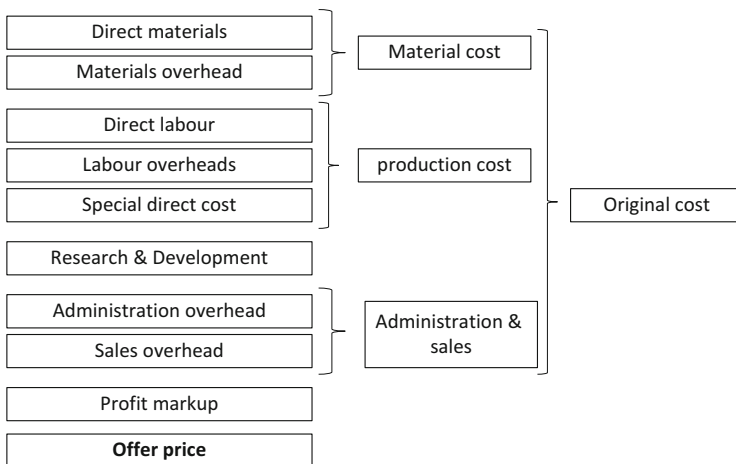 Direct materials
Materials overhead
Material cost
Direct labour
Labour overheads
Special direct cost
production cost
Original cost
Research & Development
Administration overhead
Sales overhead
Administration &
sales
Profit markup
Offer price